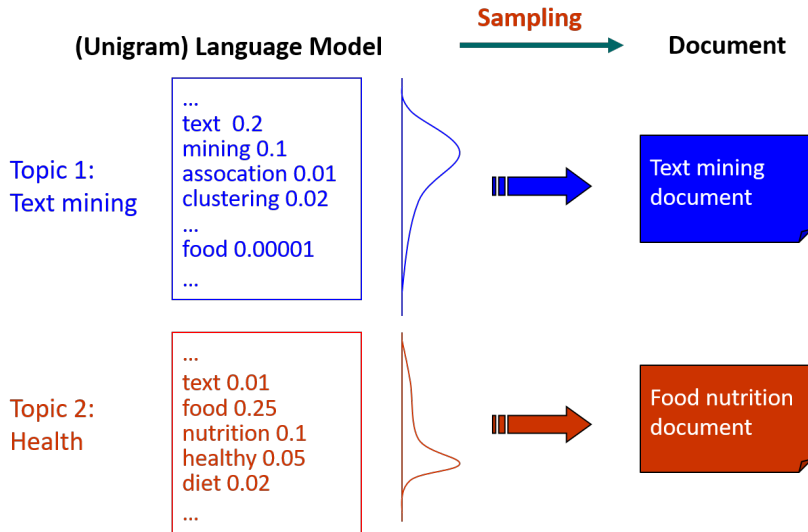 Sampling
(Unigram) Language Model
Document
Topic 1:
Text mining
...
text 0.2
mining 0.1
assocation 0.01
clustering 0.02
...
food 0.00001
...
Text mining
document
Topic 2:
Health
...
text 0.01
food 0.25
nutrition 0.1
healthy 0.05
diet 0.02
...
Food nutrition
document